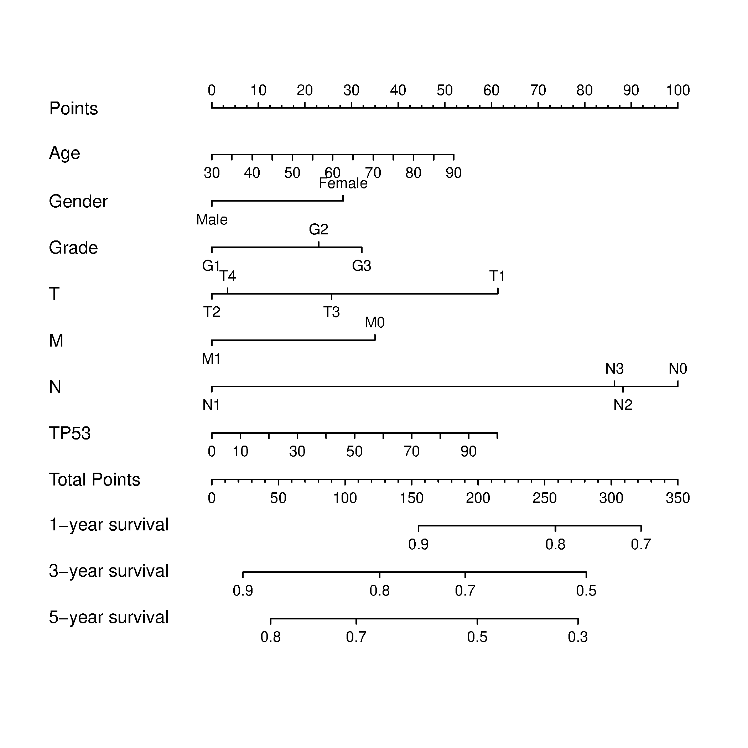 0 10 20 30 40 50 60 70 80 90 100
Points
Age
30 40 50 60 70 80 90
Female
Gender
Male
G2
Grade
G1 G3
T4 T1
T
T2 T3
M0
M
M1
N3 N0
N
N1 N2
TP53
0 10 30 50 70 90
Total Points
0 50 100 150 200 250 300 350
1−year survival
0.9 0.8 0.7
3−year survival
0.9 0.8 0.7 0.5
5−year survival
0.8 0.7 0.5 0.3